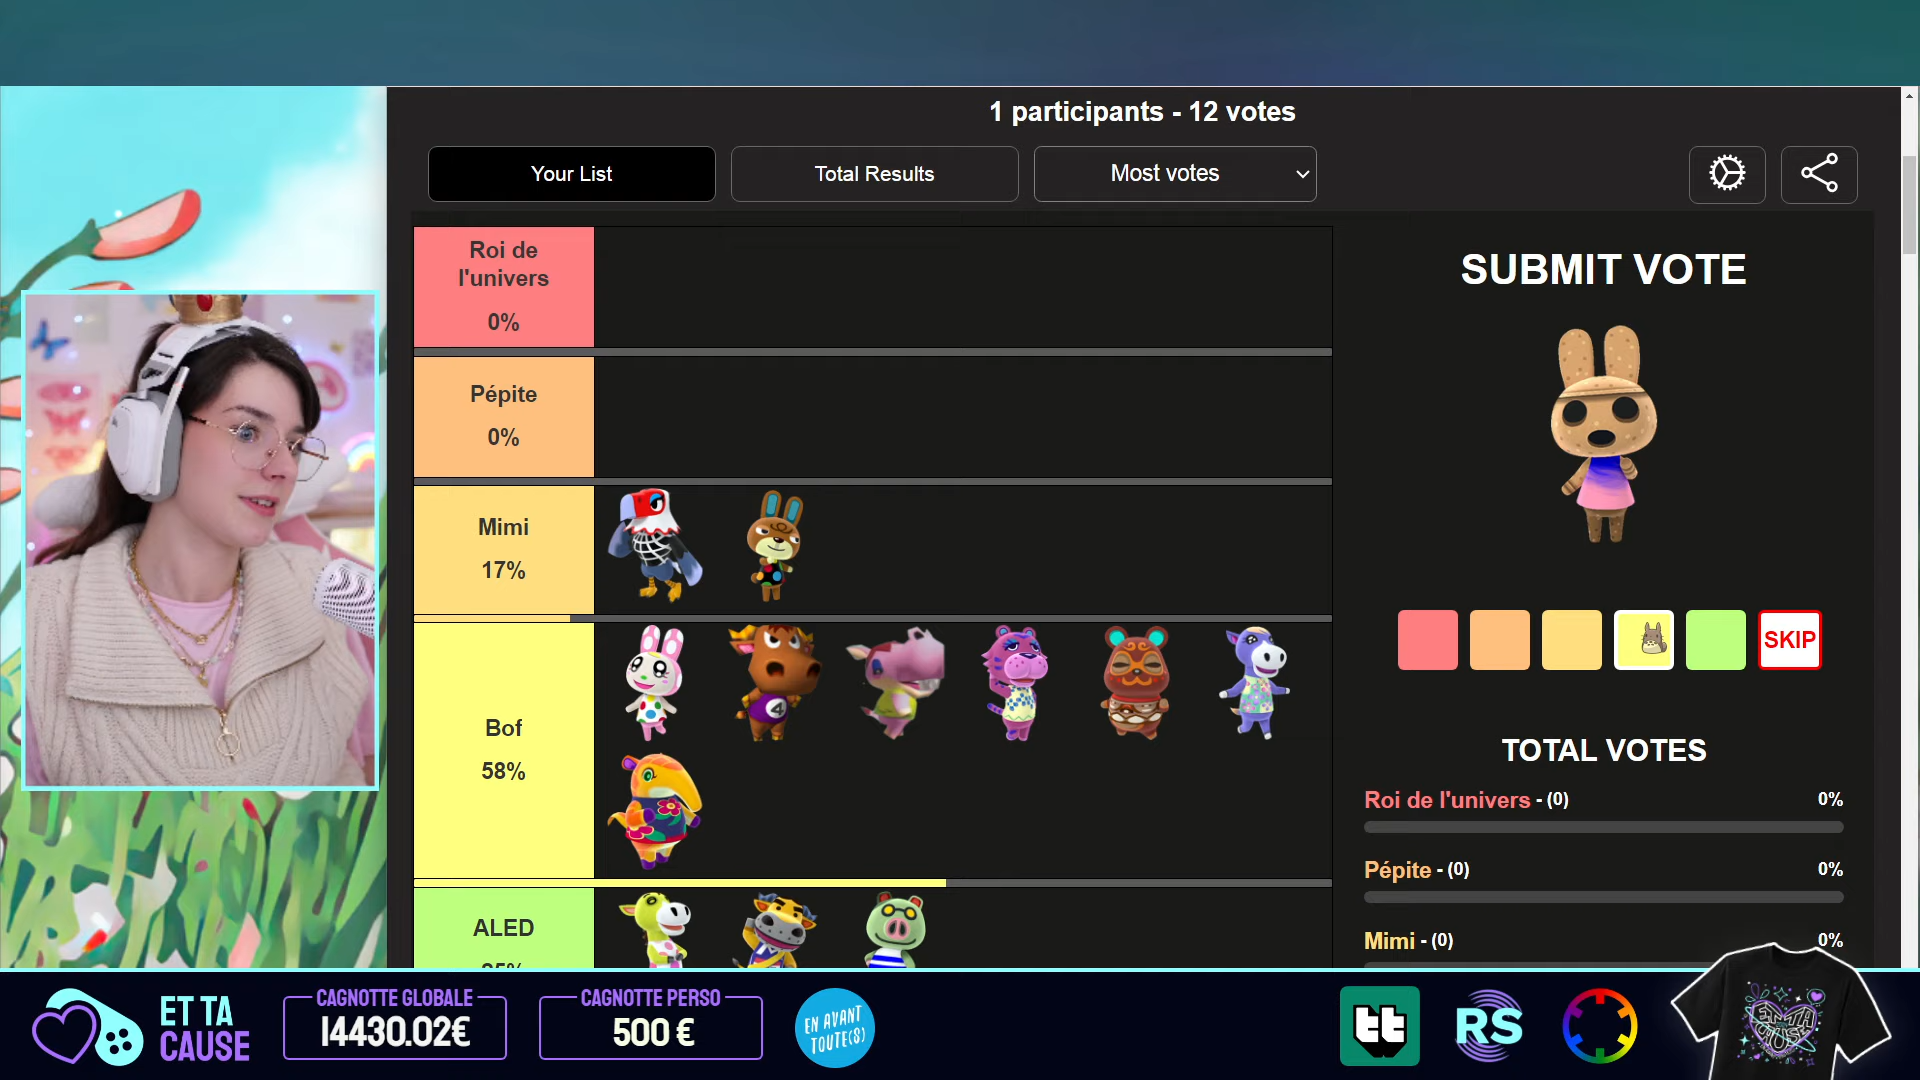 1 participants - 12 votes
Your List
Total Results
Most votes
Roi de
l'univers
0%
Pépite
0%
Mimi
17%
Bof
58%
ALED
SUBMIT VOTE
SKIP
TOTAL VOTES
Roi de l'univers - (0)
0%
Pépite - (0)
0%
Mimi - (0)
0%
4
ET TA
CAUSE
CAGNOTTE GLOBALE
14430.02€
CAGNOTTE PERSO
500 €
EN AVANT
TOUTE(S)
tt
RS